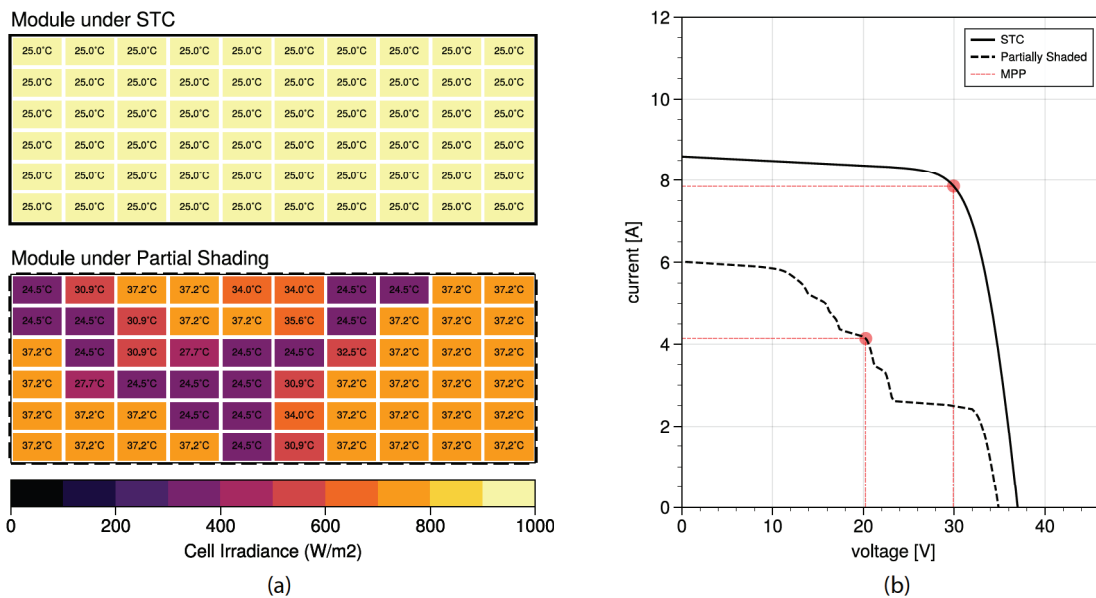 Module under STC
25.0°C 25.0°C 25.0°C 25.0°C 25.0°C 25.0°C 25.0°C 25.0°C 25.0°C 25.0°C
25.0°C 25.0°C 25.0°C 25.0°C 25.0°C 25.0°C 25.0°C 25.0°C 25.0°C 25.0°C
25.0°C 25.0°C 25.0°C 25.0°C 25.0°C 25.0°C 25.0°C 25.0°C 25.0°C 25.0°C
25.0°C 25.0°C 25.0°C 25.0°C 25.0°C 25.0°C 25.0°C 25.0°C 25.0°C 25.0°C
25.0°C 25.0°C 25.0°C 25.0°C 25.0°C 25.0°C 25.0°C 25.0°C 25.0°C 25.0°C
25.0°C 25.0°C 25.0°C 25.0°C 25.0°C 25.0°C 25.0°C 25.0°C 25.0°C 25.0°C
Module under Partial Shading
24.5°C 30.9°C 37.2°C 37.2°C 34.0°C 34.0°C 24.5°C 24.5°C 37.2°C 37.2°C
24.5°C 24.5°C 30.9°C 37.2°C 37.2°C 35.6°C 24.5°C 37.2°C 37.2°C 37.2°C
37.2°C 24.5°C 30.9°C 27.7°C 24.5°C 24.5°C 32.5°C 37.2°C 37.2°C 37.2°C
37.2°C 27.7°C 24.5°C 24.5°C 24.5°C 30.9°C 37.2°C 37.2°C 37.2°C 37.2°C
37.2°C 37.2°C 37.2°C 24.5°C 24.5°C 34.0°C 37.2°C 37.2°C 37.2°C 37.2°C
37.2°C 37.2°C 37.2°C 37.2°C 24.5°C 30.9°C 37.2°C 37.2°C 37.2°C 37.2°C
0 200 400 600 800 1000
Cell Irradiance (W/m2)
(a)
12
10
8
6
4
2
0
current [A]
STC
Partially Shaded
MPP
0 10 20 30 40
voltage [V]
(b)